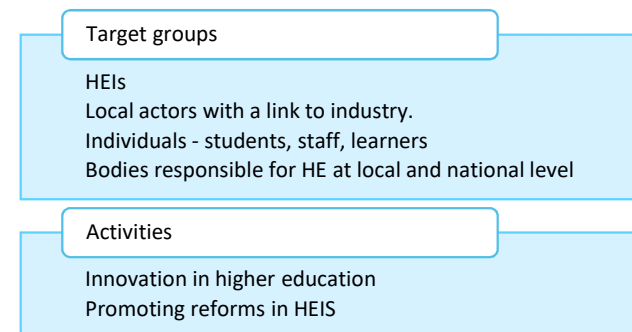 Target groups
HEIs
Local actors with a link to industry.
Individuals - students, staff, learners
Bodies responsible for HE at local and national level
Activities
Innovation in higher education
Promoting reforms in HEIS